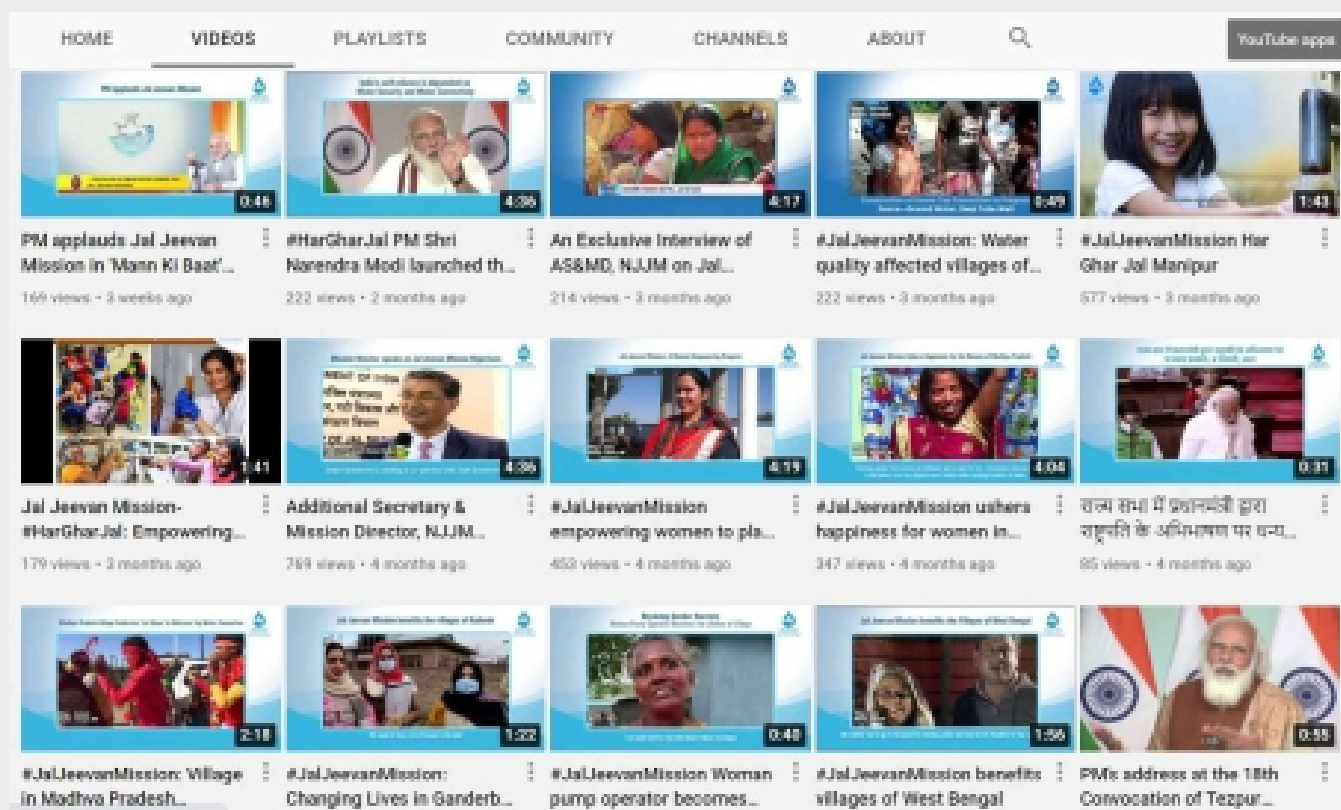 HOME VIDEOS PLAYLISTS COMMUNITY CHANNELS ABOUT YouTube apps
PM applauds Jal Jeevan Mission
0:46
4:36
4:17
0:49
1:43
PM applauds Jal Jeevan
Mission in 'Mann Ki Baat'...
169 views • 3 weeks ago
#HarGharJal PM Shri
Narendra Modi launched th...
222 views • 2 months ago
An Exclusive Interview of
AS&MD, NJJM on Jal...
214 views • 3 months ago
#JalJeevanMission: Water
quality affected villages of...
222 views • 3 months ago
#JalJeevanMission Har
Ghar Jal Manipur
577 views • 3 months ago
1:41
4:36
4:19
4:04
0:31
Jal Jeevan Mission-
#HarGharJal: Empowering...
179 views • 3 months ago
Additional Secretary &
Mission Director, NJJM...
769 views • 4 months ago
#JalJeevanMission
empowering women to pla...
453 views • 4 months ago
#JalJeevanMission ushers
happiness for women in...
347 views • 4 months ago
राज्य सभा में प्रधानमंत्री द्वारा
राष्ट्रपति के अभिभाषण पर धन्य...
85 views • 4 months ago
2:18
1:22
0:40
1:56
0:55
#JalJeevanMission: Village
in Madhya Pradesh...
#JalJeevanMission:
Changing Lives in Ganderb...
#JalJeevanMission Woman
pump operator becomes...
#JalJeevanMission benefits
villages of West Bengal
PM's address at the 18th
Convocation of Tezpur...